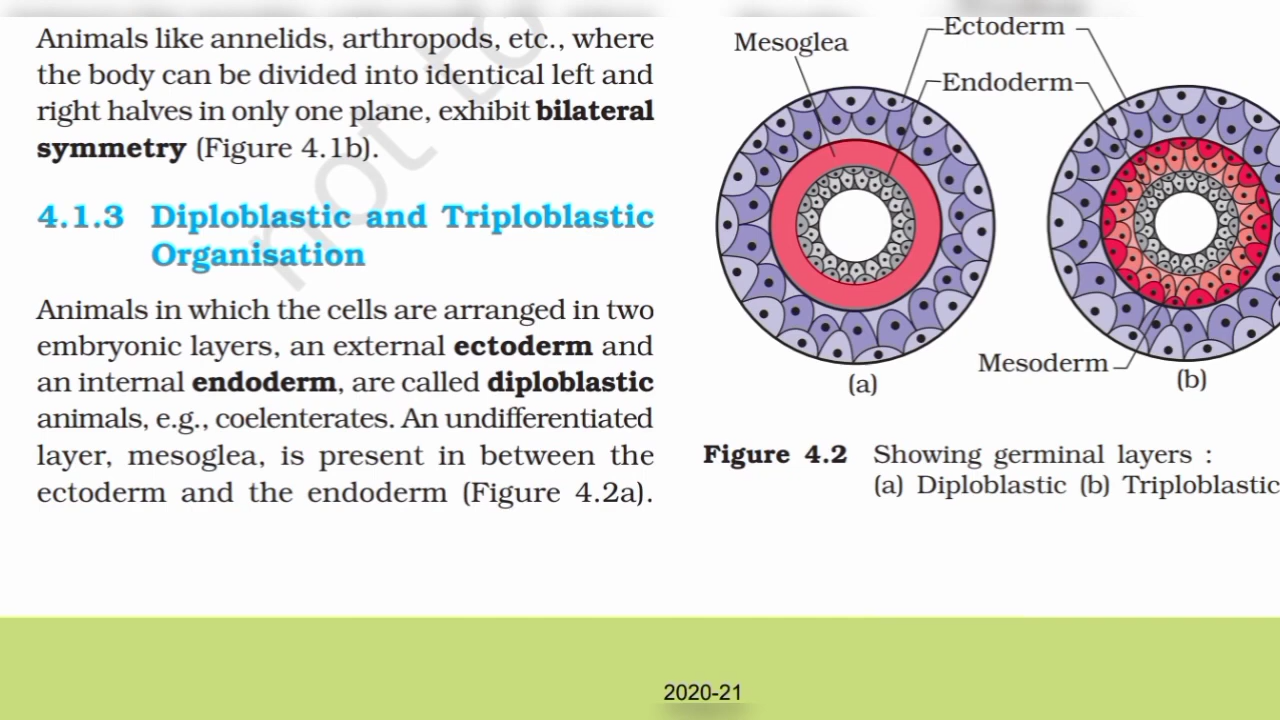 Animals like annelids, arthropods, etc., where
the body can be divided into identical left and
right halves in only one plane, exhibit bilateral
symmetry (Figure 4.1b).
4.1.3 Diploblastic and Triploblastic
Organisation
Animals in which the cells are arranged in two
embryonic layers, an external ectoderm and
an internal endoderm, are called diploblastic
animals, e.g., coelenterates. An undifferentiated
layer, mesoglea, is present in between the
ectoderm and the endoderm (Figure 4.2a).
not to
Ectoderm
Mesoglea
Endoderm
Mesoderm
(a)
(b)
Figure 4.2 Showing germinal layers :
(a) Diploblastic (b) Triploblastic
2020-21